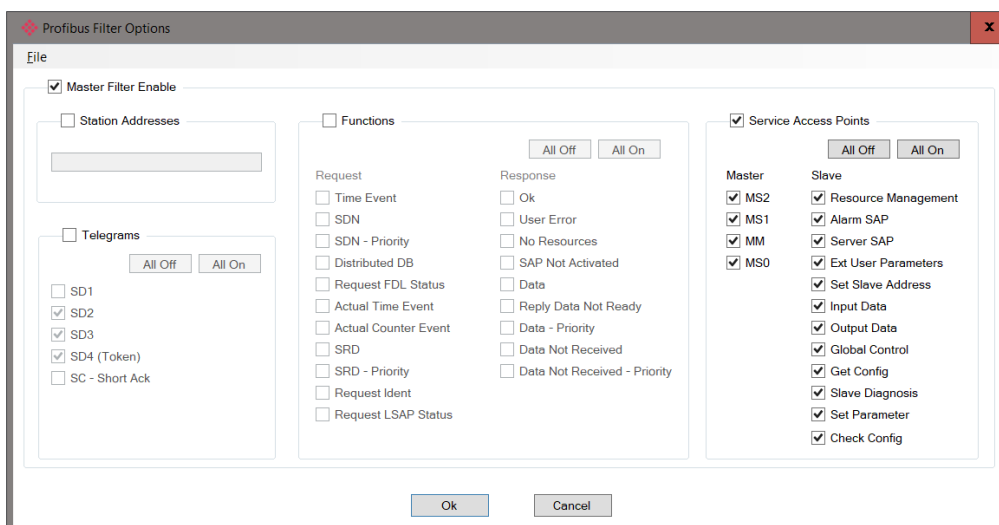 Profibus Filter Options
x
File
Master Filter Enable
Station Addresses
Telegrams
All Off All On
SD1
SD2
SD3
SD4 (Token)
SC - Short Ack
Functions
All Off All On
Request Response
Time Event Ok
SDN User Error
SDN - Priority No Resources
Distributed DB SAP Not Activated
Request FDL Status Data
Actual Time Event Reply Data Not Ready
Actual Counter Event Data - Priority
SRD Data Not Received
SRD - Priority Data Not Received - Priority
Request Ident
Request LSAP Status
Service Access Points
All Off All On
Master Slave
MS2 Resource Management
MS1 Alarm SAP
MM Server SAP
MS0 Ext User Parameters
Set Slave Address
Input Data
Output Data
Global Control
Get Config
Slave Diagnosis
Set Parameter
Check Config
Ok Cancel